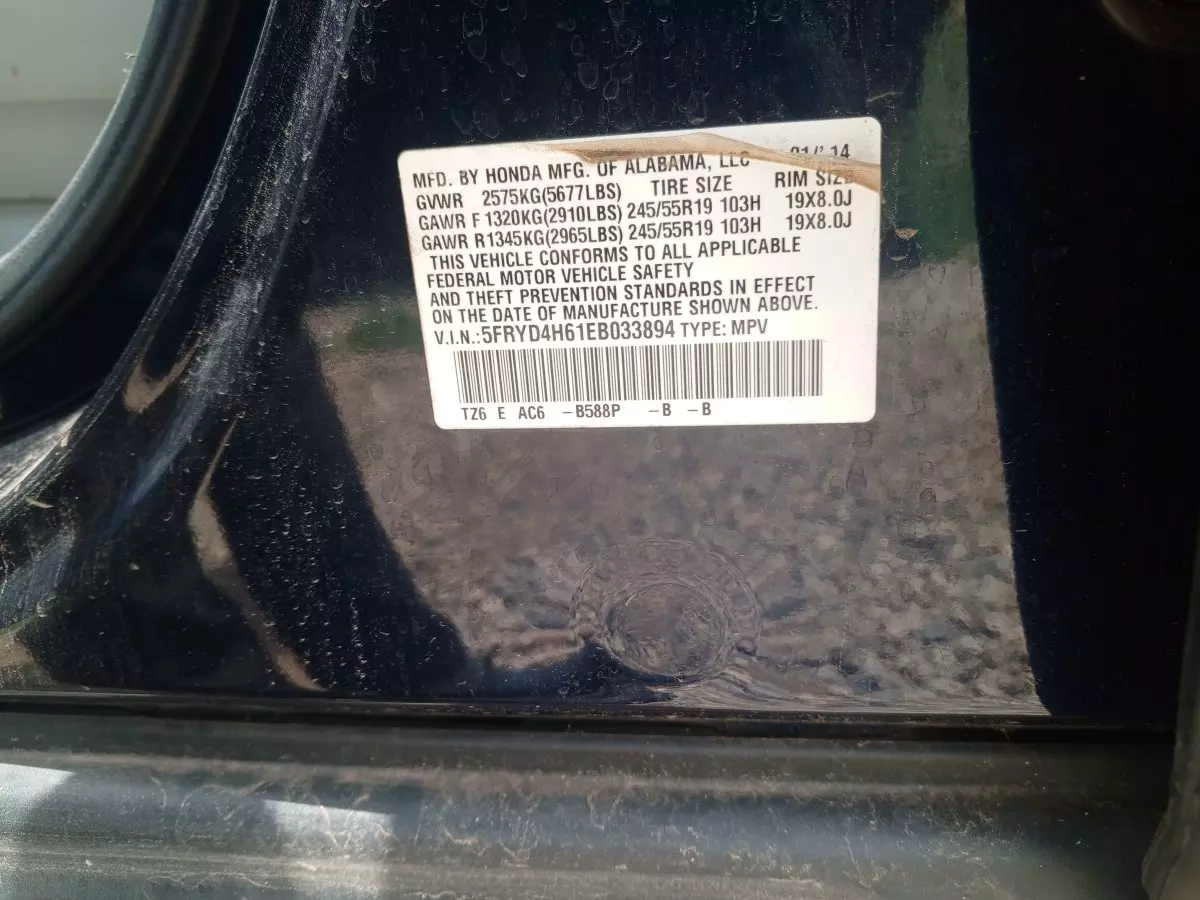 MFD. BY HONDA MFG. OF ALABAMA, LLC 01/'14
GVWR 2575KG(5677LBS) TIRE SIZE RIM SIZE
GAWR F 1320KG(2910LBS) 245/55R19 103H 19X8.0J
GAWR R 1345KG(2965LBS) 245/55R19 103H 19X8.0J
THIS VEHICLE CONFORMS TO ALL APPLICABLE
FEDERAL MOTOR VEHICLE SAFETY
AND THEFT PREVENTION STANDARDS IN EFFECT
ON THE DATE OF MANUFACTURE SHOWN ABOVE.
V.I.N.:5FRYD4H61EB033894 TYPE: MPV
TZ6 E AC6 -B588P -B -B